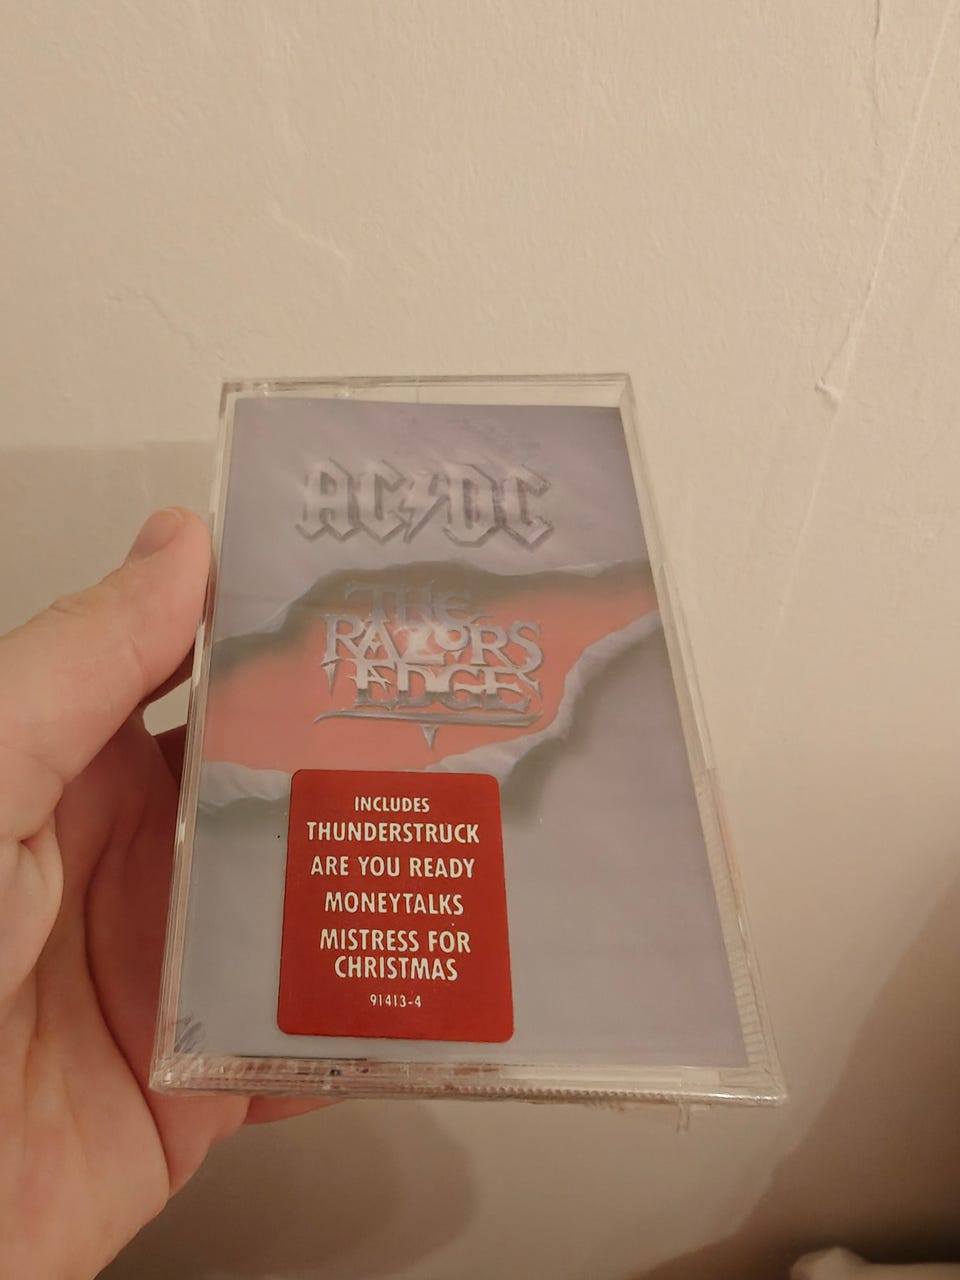 AC⚡DC
THE
RAZORS
EDGE
INCLUDES
THUNDERSTRUCK
ARE YOU READY
MONEYTALKS
MISTRESS FOR
CHRISTMAS
91413-4